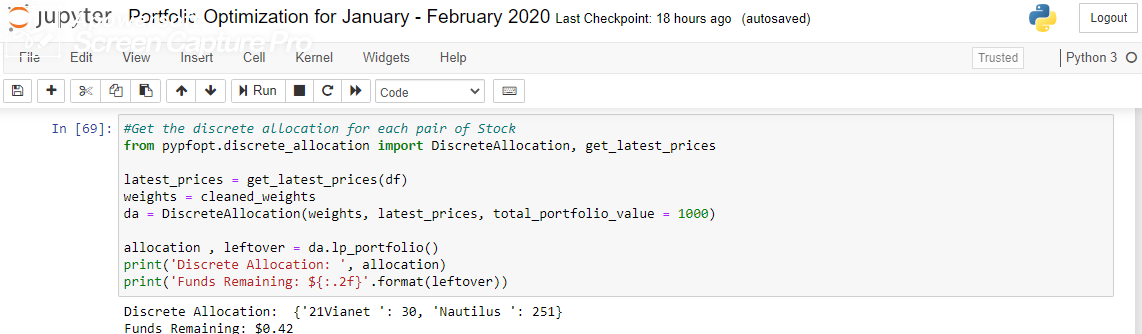 jupyter Portfolio Optimization for January - February 2020 Last Checkpoint: 18 hours ago (autosaved)
Logout
Screen Capture Pro
File Edit View Insert Cell Kernel Widgets Help
Trusted Python 3
Run Code
In [69]: #Get the discrete allocation for each pair of Stock
from pypfopt.discrete_allocation import DiscreteAllocation, get_latest_prices
latest_prices = get_latest_prices(df)
weights = cleaned_weights
da = DiscreteAllocation(weights, latest_prices, total_portfolio_value = 1000)
allocation , leftover = da.lp_portfolio()
print('Discrete Allocation: ', allocation)
print('Funds Remaining: ${:.2f}'.format(leftover))
Discrete Allocation:  {'21Vianet ': 30, 'Nautilus ': 251}
Funds Remaining: $0.42